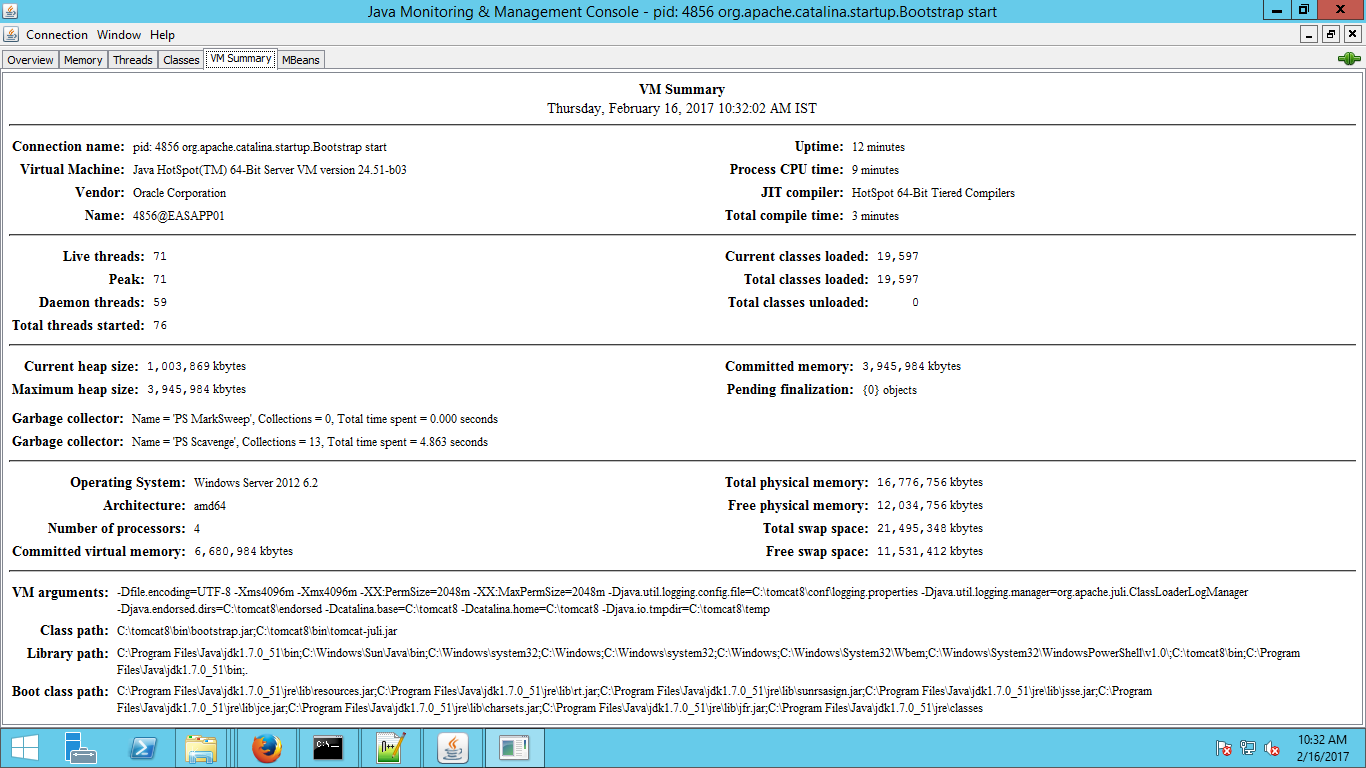 Java Monitoring & Management Console - pid: 4856 org.apache.catalina.startup.Bootstrap start
Connection Window Help
Overview Memory Threads Classes VM Summary MBeans
VM Summary
Thursday, February 16, 2017 10:32:02 AM IST
Connection name: pid: 4856 org.apache.catalina.startup.Bootstrap start
Virtual Machine: Java HotSpot(TM) 64-Bit Server VM version 24.51-b03
Vendor: Oracle Corporation
Name: 4856@EASAPP01
Uptime: 12 minutes
Process CPU time: 9 minutes
JIT compiler: HotSpot 64-Bit Tiered Compilers
Total compile time: 3 minutes
Live threads: 71
Peak: 71
Daemon threads: 59
Total threads started: 76
Current classes loaded: 19,597
Total classes loaded: 19,597
Total classes unloaded: 0
Current heap size: 1,003,869 kbytes
Maximum heap size: 3,945,984 kbytes
Committed memory: 3,945,984 kbytes
Pending finalization: {0} objects
Garbage collector: Name = 'PS MarkSweep', Collections = 0, Total time spent = 0.000 seconds
Garbage collector: Name = 'PS Scavenge', Collections = 13, Total time spent = 4.863 seconds
Operating System: Windows Server 2012 6.2
Architecture: amd64
Number of processors: 4
Committed virtual memory: 6,680,984 kbytes
Total physical memory: 16,776,756 kbytes
Free physical memory: 12,034,756 kbytes
Total swap space: 21,495,348 kbytes
Free swap space: 11,531,412 kbytes
VM arguments: -Dfile.encoding=UTF-8 -Xms4096m -Xmx4096m -XX:PermSize=2048m -XX:MaxPermSize=2048m -Djava.util.logging.config.file=C:\tomcat8\conf\logging.properties -Djava.util.logging.manager=org.apache.juli.ClassLoaderLogManager
-Djava.endorsed.dirs=C:\tomcat8\endorsed -Dcatalina.base=C:\tomcat8 -Dcatalina.home=C:\tomcat8 -Djava.io.tmpdir=C:\tomcat8\temp
Class path: C:\tomcat8\bin\bootstrap.jar;C:\tomcat8\bin\tomcat-juli.jar
Library path: C:\Program Files\Java\jdk1.7.0_51\bin;C:\Windows\Sun\Java\bin;C:\Windows\system32;C:\Windows;C:\Windows\system32;C:\Windows;C:\Windows\System32\Wbem;C:\Windows\System32\WindowsPowerShell\v1.0\;C:\tomcat8\bin;C:\Program
Files\Java\jdk1.7.0_51\bin;.
Boot class path: C:\Program Files\Java\jdk1.7.0_51\jre\lib\resources.jar;C:\Program Files\Java\jdk1.7.0_51\jre\lib\rt.jar;C:\Program Files\Java\jdk1.7.0_51\jre\lib\sunrsasign.jar;C:\Program Files\Java\jdk1.7.0_51\jre\lib\jsse.jar;C:\Program
Files\Java\jdk1.7.0_51\jre\lib\jce.jar;C:\Program Files\Java\jdk1.7.0_51\jre\lib\charsets.jar;C:\Program Files\Java\jdk1.7.0_51\jre\lib\jfr.jar;C:\Program Files\Java\jdk1.7.0_51\jre\classes
10:32 AM
2/16/2017